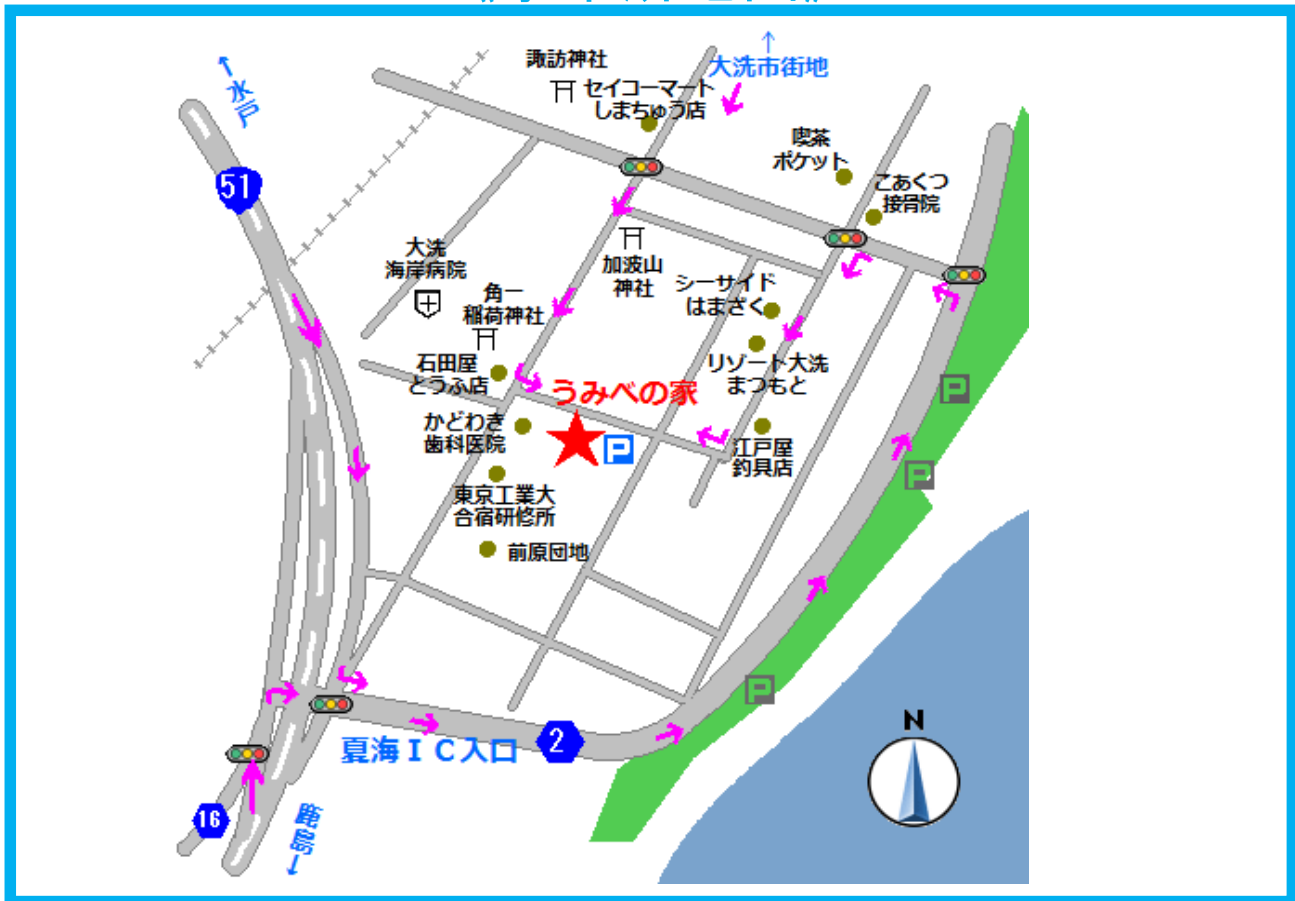 ↑
大洗市街地
↑水戸
諏訪神社
セイコーマート
しまちゅう店
喫茶
ポケット
こあくつ
接骨院
51
大洗
海岸病院
加波山
神社
シーサイド
はまざく
角一
稲荷神社
リゾート大洗
まつもと
石田屋
とうふ店
うみべの家
P
かどわき
歯科医院
P
江戸屋
釣具店
P
東京工業大
合宿研修所
前原団地
P
夏海IC入口
2
N
16
鹿島↓